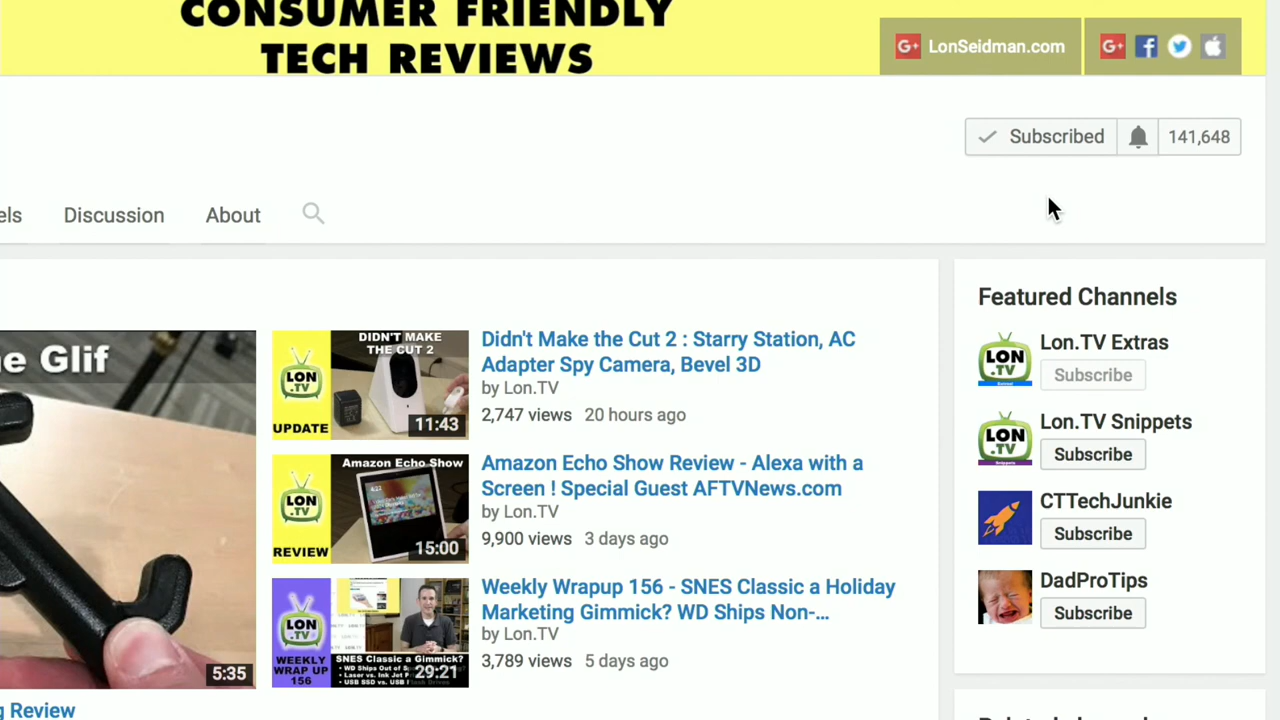 CONSUMER FRIENDLY
TECH REVIEWS
G+ LonSeidman.com
G+
Subscribed
141,648
els
Discussion
About
e Glif
5:35
g Review
LON
.TV
UPDATE
DIDN'T MAKE
THE CUT 2
11:43
Didn't Make the Cut 2 : Starry Station, AC
Adapter Spy Camera, Bevel 3D
by Lon.TV
2,747 views 20 hours ago
LON
.TV
REVIEW
Amazon Echo Show
15:00
Amazon Echo Show Review - Alexa with a
Screen ! Special Guest AFTVNews.com
by Lon.TV
9,900 views 3 days ago
LON
.TV
WEEKLY
WRAP UP
156
SNES Classic a Gimmick?
29:21
Weekly Wrapup 156 - SNES Classic a Holiday
Marketing Gimmick? WD Ships Non-...
by Lon.TV
3,789 views 5 days ago
Featured Channels
LON
.TV
Lon.TV Extras
Subscribe
LON
.TV
Lon.TV Snippets
Subscribe
CTTechJunkie
Subscribe
DadProTips
Subscribe